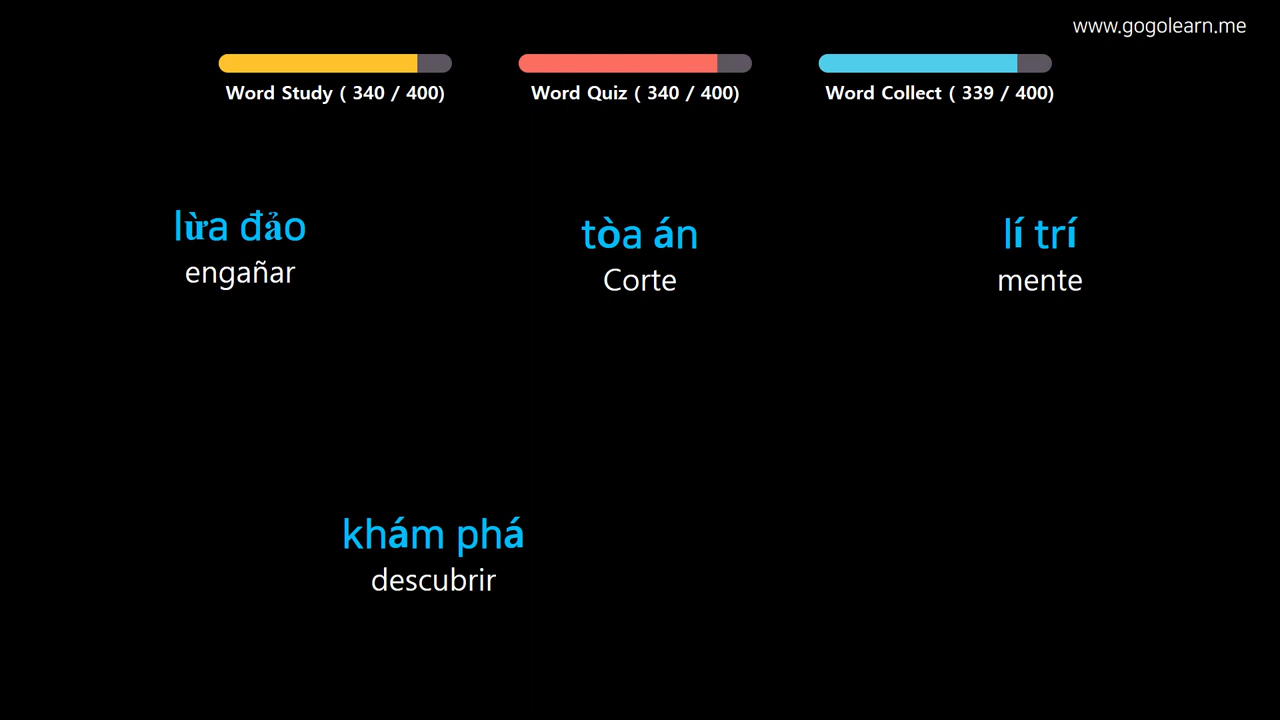 www.gogolearn.me
Word Study ( 340 / 400)
Word Quiz ( 340 / 400)
Word Collect ( 339 / 400)
lừa đảo
engañar
tòa án
Corte
lí trí
mente
khám phá
descubrir